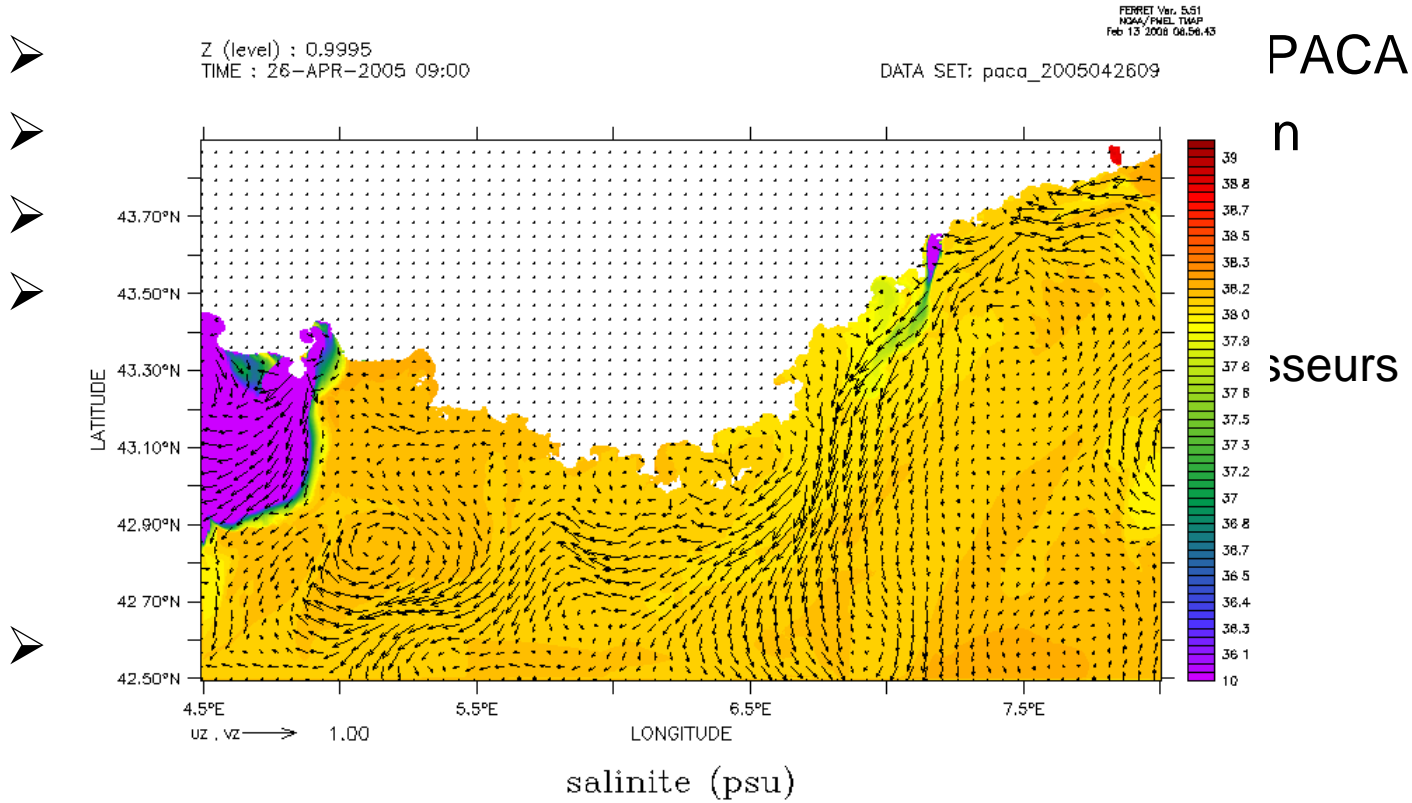 FERRET Ver. 5.51
NOAA/PMEL TMAP
Feb 13 2006 08.56.43
Z (level) : 0.9995
TIME : 26-APR-2005 09:00
DATA SET: paca_2005042609
PACA
n
sseurs
39
38.8
38.7
38.5
38.3
38.2
38.0
37.9
37.8
37.6
37.5
37.3
37.2
37
36.8
36.7
36.5
36.4
36.3
36.1
10
43.70°N
43.50°N
43.30°N
43.10°N
42.90°N
42.70°N
42.50°N
LATITUDE
4.5°E 5.5°E 6.5°E 7.5°E
UZ , VZ 1.00
LONGITUDE
salinite (psu)